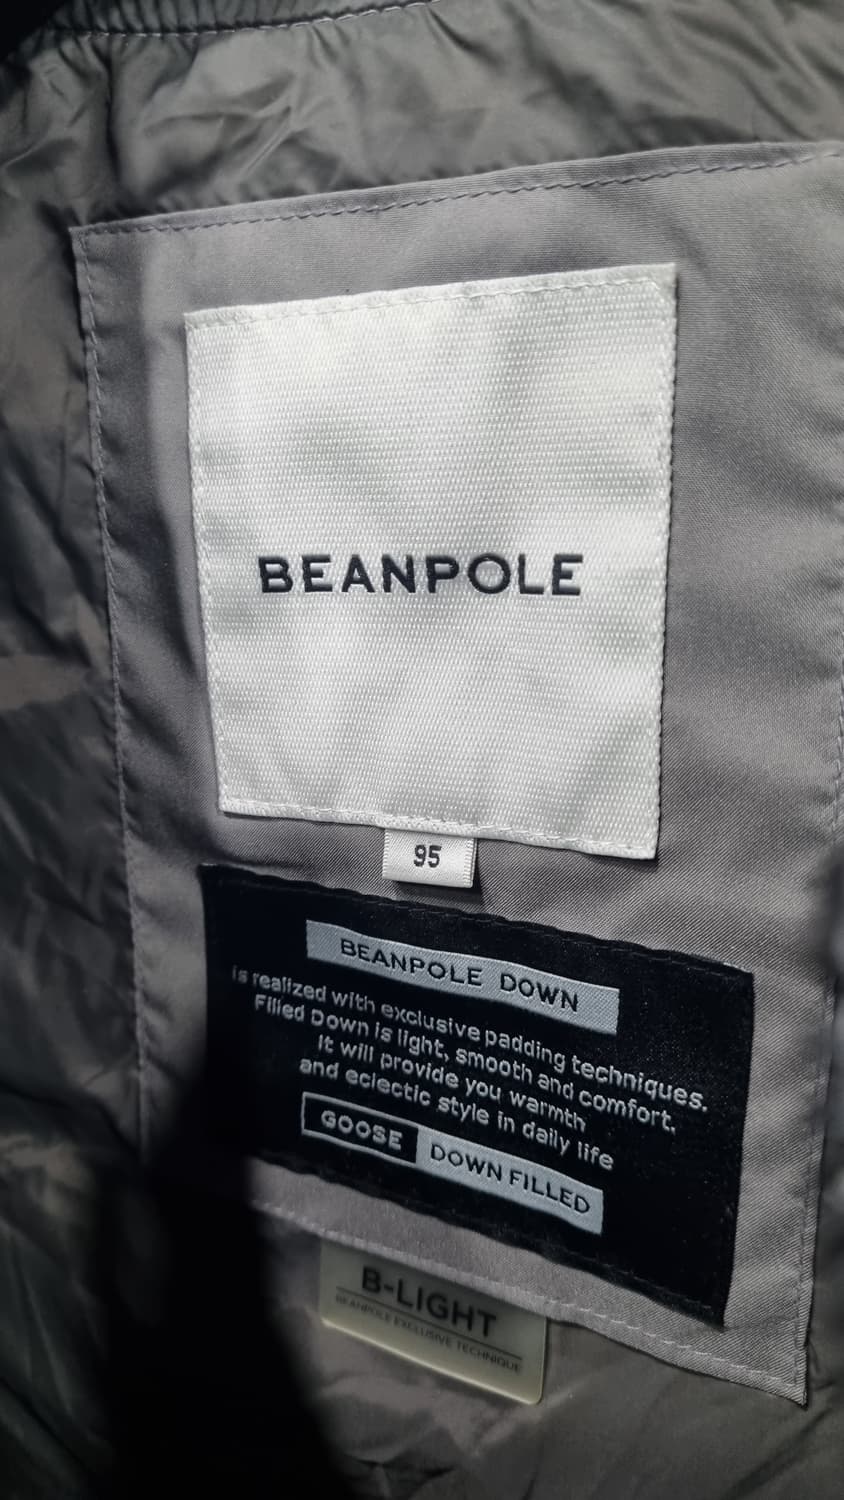 BEANPOLE
95
BEANPOLE DOWN
is realized with exclusive padding techniques.
Filled Down is light, smooth and comfort.
It will provide you warmth
and eclectic style in daily life
GOOSE DOWN FILLED
B-LIGHT
BEANPOLE EXCLUSIVE TECHNIQUE